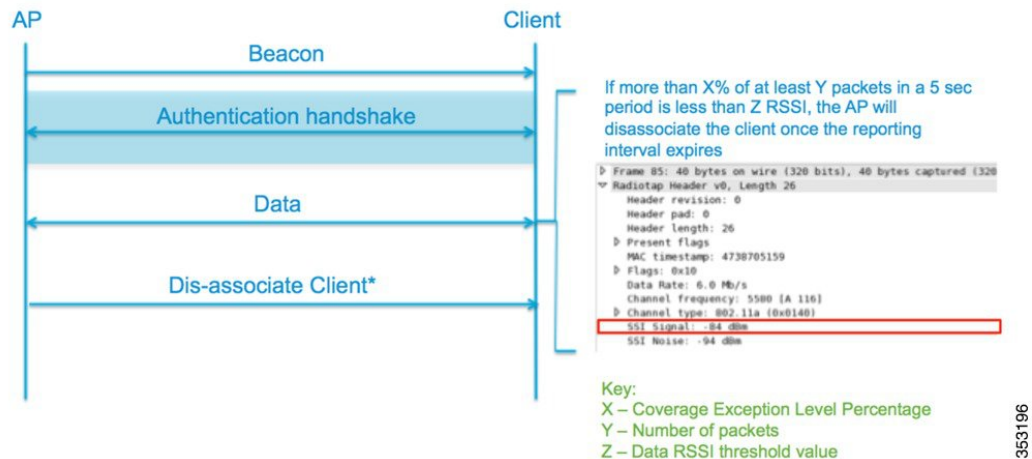 AP
Client
Beacon
Authentication handshake
Data
Dis-associate Client*
If more than X% of at least Y packets in a 5 sec
period is less than Z RSSI, the AP will
disassociate the client once the reporting
interval expires
Frame 85: 40 bytes on wire (320 bits), 40 bytes captured (320
Radiotap Header v0, Length 26
Header revision: 0
Header pad: 0
Header length: 26
Present flags
MAC timestamp: 4738705159
Flags: 0x10
Data Rate: 6.0 Mb/s
Channel frequency: 5580 [A 116]
Channel type: 802.11a (0x0140)
SSI Signal: -84 dBm
SSI Noise: -94 dBm
Key:
X – Coverage Exception Level Percentage
Y – Number of packets
Z – Data RSSI threshold value
353196